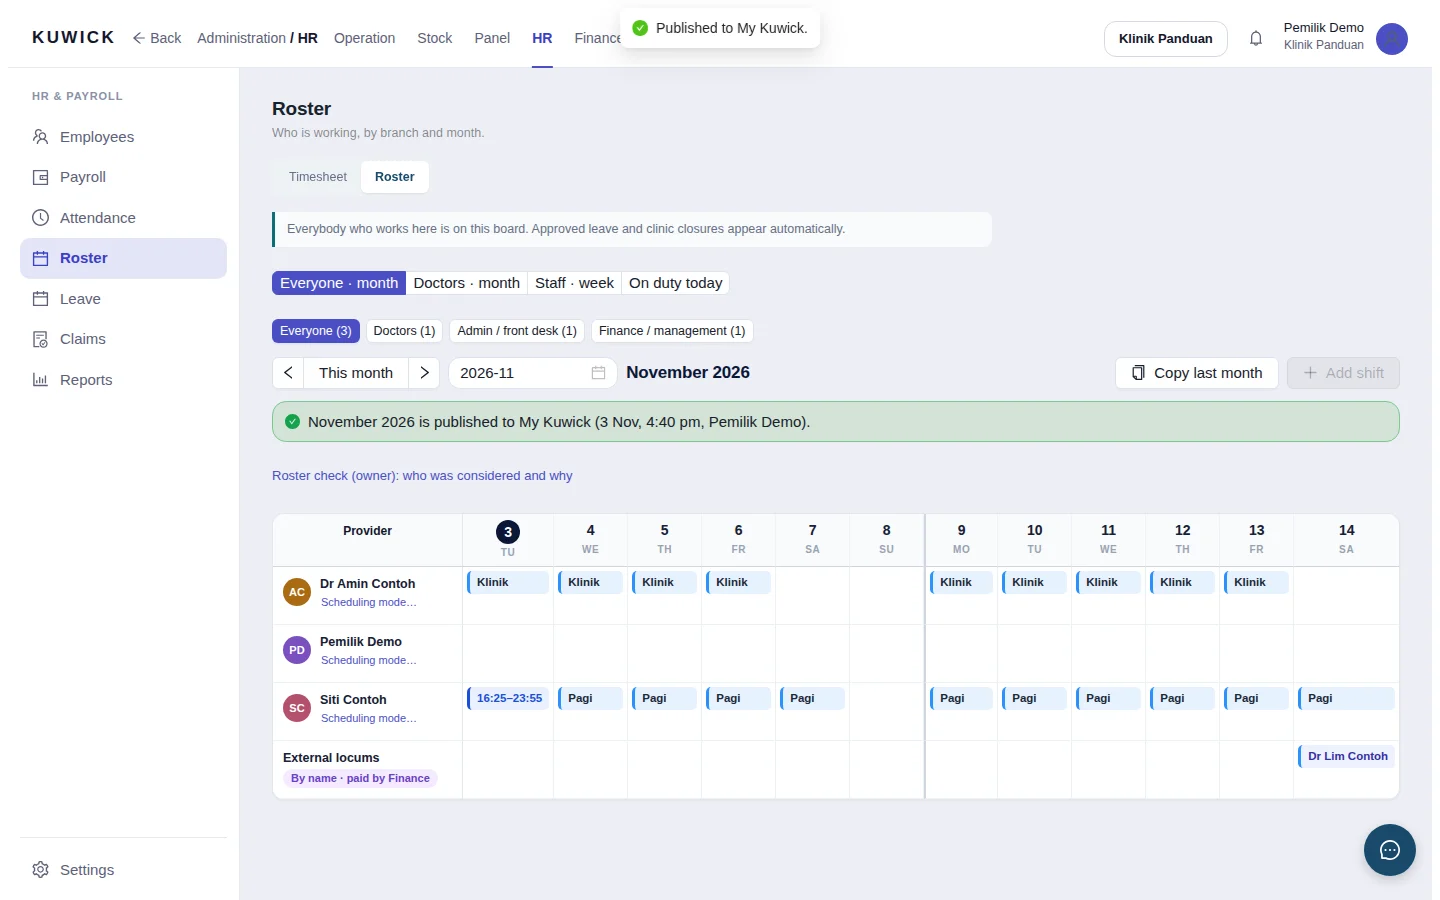 KUWICK
Back
Administration / HR
Operation
Stock
Panel
HR
Finance
Published to My Kuwick.
Klinik Panduan
Pemilik Demo
Klinik Panduan
HR & PAYROLL
Employees
Payroll
Attendance
Roster
Leave
Claims
Reports
Settings
Roster
Who is working, by branch and month.
Timesheet
Roster
Everybody who works here is on this board. Approved leave and clinic closures appear automatically.
Everyone · month
Doctors · month
Staff · week
On duty today
Everyone (3)
Doctors (1)
Admin / front desk (1)
Finance / management (1)
This month
2026-11
November 2026
Copy last month
Add shift
November 2026 is published to My Kuwick (3 Nov, 4:40 pm, Pemilik Demo).
Roster check (owner): who was considered and why
Provider 3 4 5 6 7 8 9 10 11 12 13 14
TU WE TH FR SA SU MO TU WE TH FR SA
AC Dr Amin Contoh Klinik Klinik Klinik Klinik Klinik Klinik Klinik Klinik Klinik
Scheduling mode...
PD Pemilik Demo
Scheduling mode...
SC Siti Contoh 16:25–23:55 Pagi Pagi Pagi Pagi Pagi Pagi Pagi Pagi Pagi Pagi
Scheduling mode...
External locums Dr Lim Contoh
By name · paid by Finance